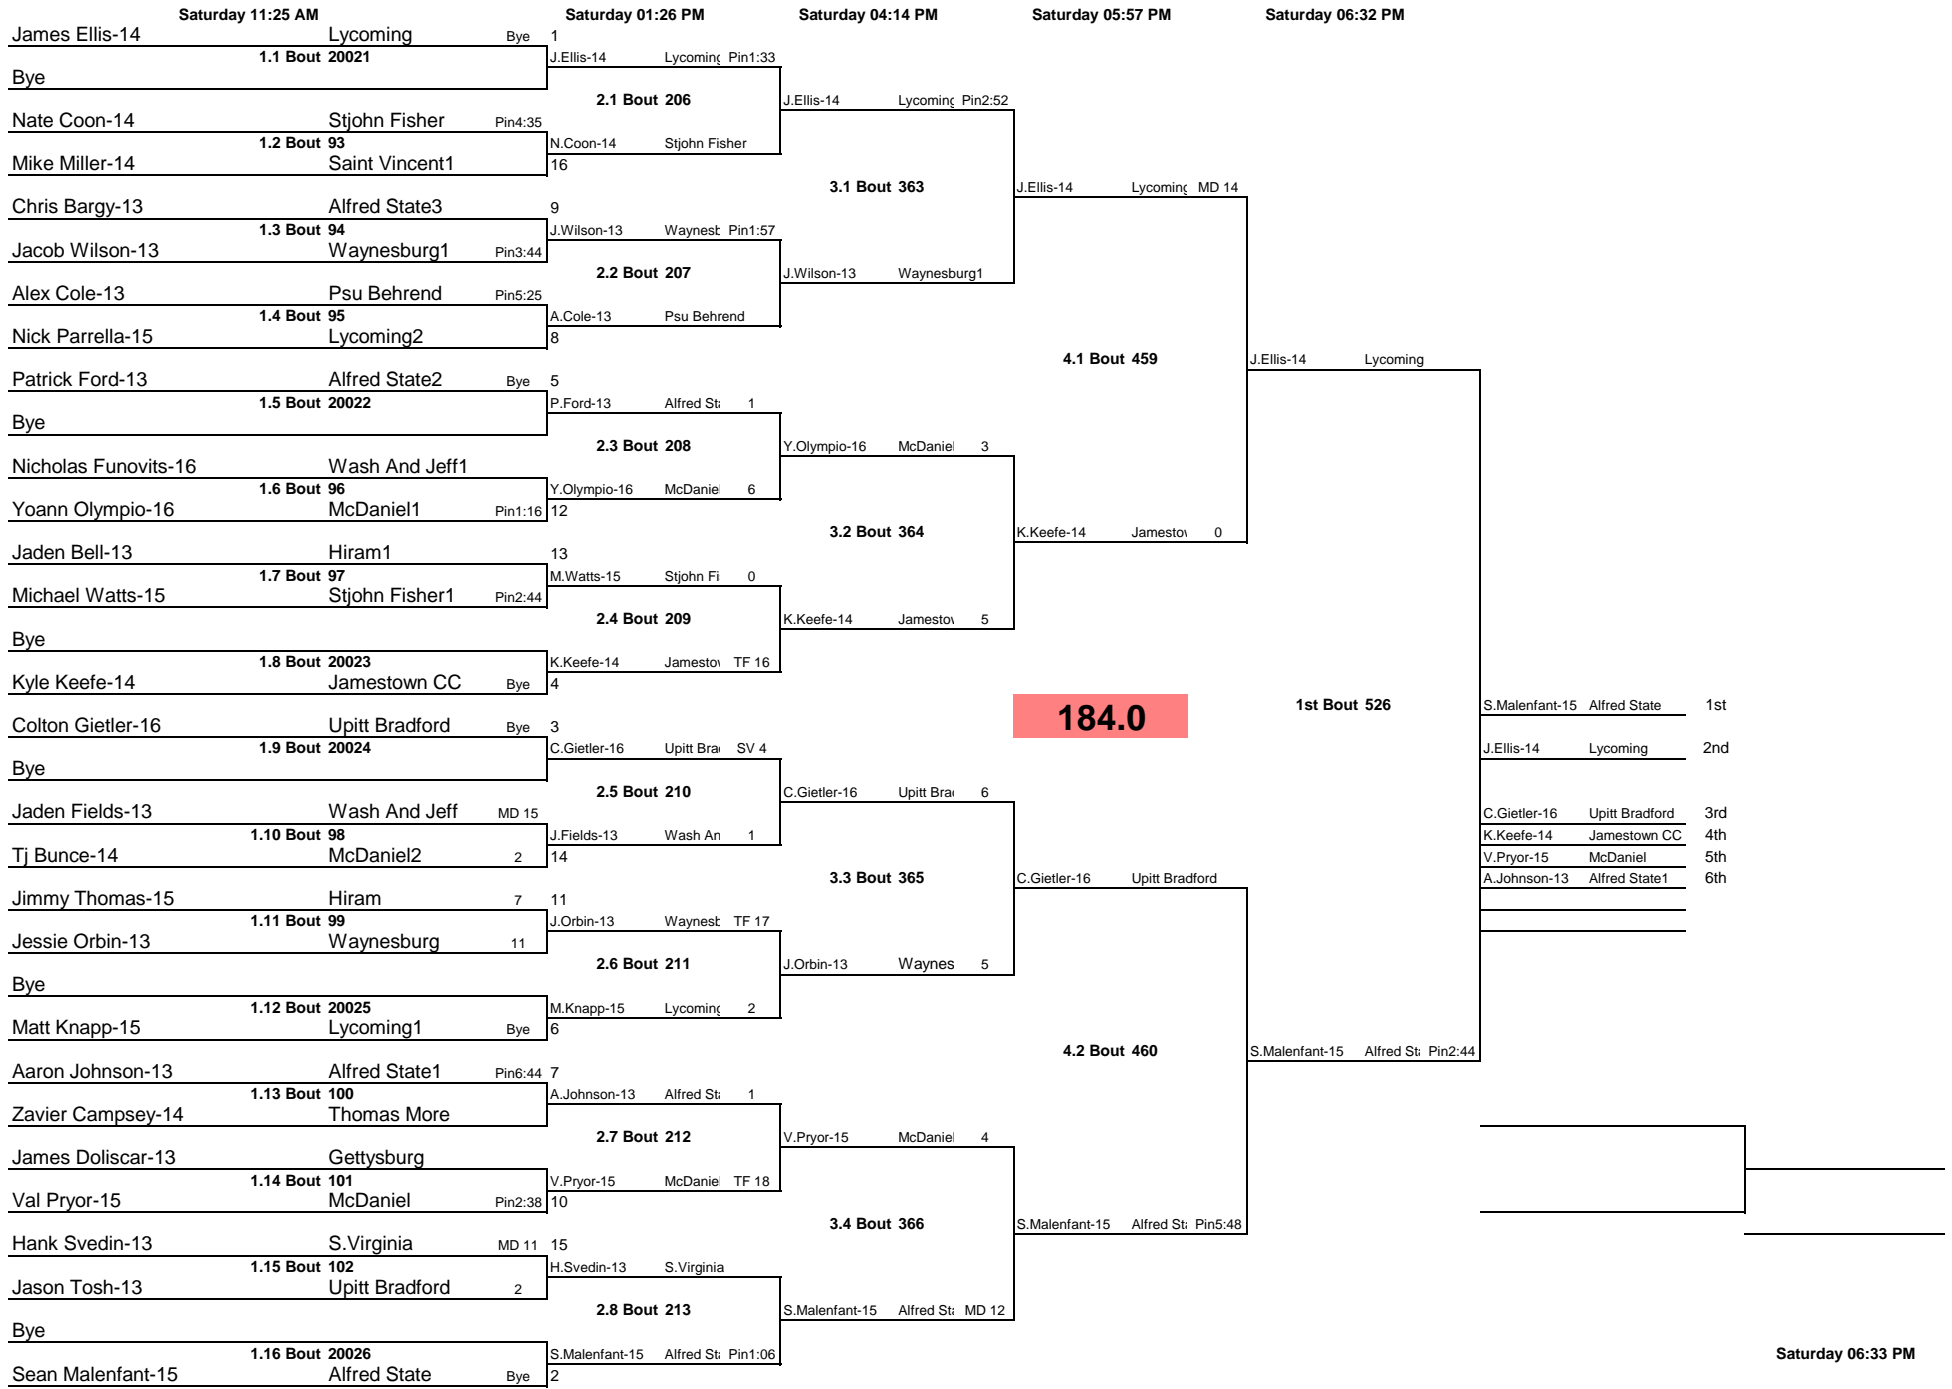 Saturday 11:25 AM Saturday 01:26 PM Saturday 04:14 PM Saturday 05:57 PM Saturday 06:32 PM
James Ellis-14 Lycoming Bye 1
1.1 Bout 20021
J.Ellis-14 Lycoming Pin1:33
Bye
2.1 Bout 206
J.Ellis-14 Lycoming Pin2:52
Nate Coon-14 Stjohn Fisher Pin4:35
1.2 Bout 93
N.Coon-14 Stjohn Fisher
Mike Miller-14 Saint Vincent1 16
3.1 Bout 363
J.Ellis-14 Lycoming MD 14
Chris Bargy-13 Alfred State3 9
1.3 Bout 94
J.Wilson-13 Waynesb Pin1:57
Jacob Wilson-13 Waynesburg1 Pin3:44
2.2 Bout 207
J.Wilson-13 Waynesburg1
Alex Cole-13 Psu Behrend Pin5:25
1.4 Bout 95
A.Cole-13 Psu Behrend
Nick Parrella-15 Lycoming2 8
4.1 Bout 459
J.Ellis-14 Lycoming
Patrick Ford-13 Alfred State2 Bye 5
1.5 Bout 20022
P.Ford-13 Alfred Sta 1
Bye
2.3 Bout 208
Y.Olympio-16 McDaniel 3
Nicholas Funovits-16 Wash And Jeff1
1.6 Bout 96
Y.Olympio-16 McDanie 6
Yoann Olympio-16 McDaniel1 Pin1:16 12
3.2 Bout 364
K.Keefe-14 Jamestov 0
Jaden Bell-13 Hiram1 13
1.7 Bout 97
M.Watts-15 Stjohn Fi 0
Michael Watts-15 Stjohn Fisher1 Pin2:44
2.4 Bout 209
K.Keefe-14 Jamestov 5
Bye
1.8 Bout 20023
K.Keefe-14 Jamestov TF 16
Kyle Keefe-14 Jamestown CC Bye 4
184.0
1st Bout 526
S.Malenfant-15 Alfred State 1st
Colton Gietler-16 Upitt Bradford Bye 3
1.9 Bout 20024
C.Gietler-16 Upitt Bra SV 4
J.Ellis-14 Lycoming 2nd
Bye
2.5 Bout 210
C.Gietler-16 Upitt Bra 6
Jaden Fields-13 Wash And Jeff MD 15
C.Gietler-16 Upitt Bradford 3rd
1.10 Bout 98
J.Fields-13 Wash An 1
K.Keefe-14 Jamestown CC 4th
Tj Bunce-14 McDaniel2 2 14
V.Pryor-15 McDaniel 5th
3.3 Bout 365
C.Gietler-16 Upitt Bradford
A.Johnson-13 Alfred State1 6th
Jimmy Thomas-15 Hiram 7 11
1.11 Bout 99
J.Orbin-13 Waynesb TF 17
Jessie Orbin-13 Waynesburg 11
2.6 Bout 211
J.Orbin-13 Waynes 5
Bye
1.12 Bout 20025
M.Knapp-15 Lycoming 2
Matt Knapp-15 Lycoming1 Bye 6
4.2 Bout 460
S.Malenfant-15 Alfred Sta Pin2:44
Aaron Johnson-13 Alfred State1 Pin6:44 7
1.13 Bout 100
A.Johnson-13 Alfred Sta 1
Zavier Campsey-14 Thomas More
2.7 Bout 212
V.Pryor-15 McDaniel 4
James Doliscar-13 Gettysburg
1.14 Bout 101
V.Pryor-15 McDanie TF 18
Val Pryor-15 McDaniel Pin2:38 10
3.4 Bout 366
S.Malenfant-15 Alfred Sta Pin5:48
Hank Svedin-13 S.Virginia MD 11 15
1.15 Bout 102
H.Svedin-13 S.Virginia
Jason Tosh-13 Upitt Bradford 2
2.8 Bout 213
S.Malenfant-15 Alfred Sta MD 12
Bye
1.16 Bout 20026
S.Malenfant-15 Alfred Sta Pin1:06
Saturday 06:33 PM
Sean Malenfant-15 Alfred State Bye 2